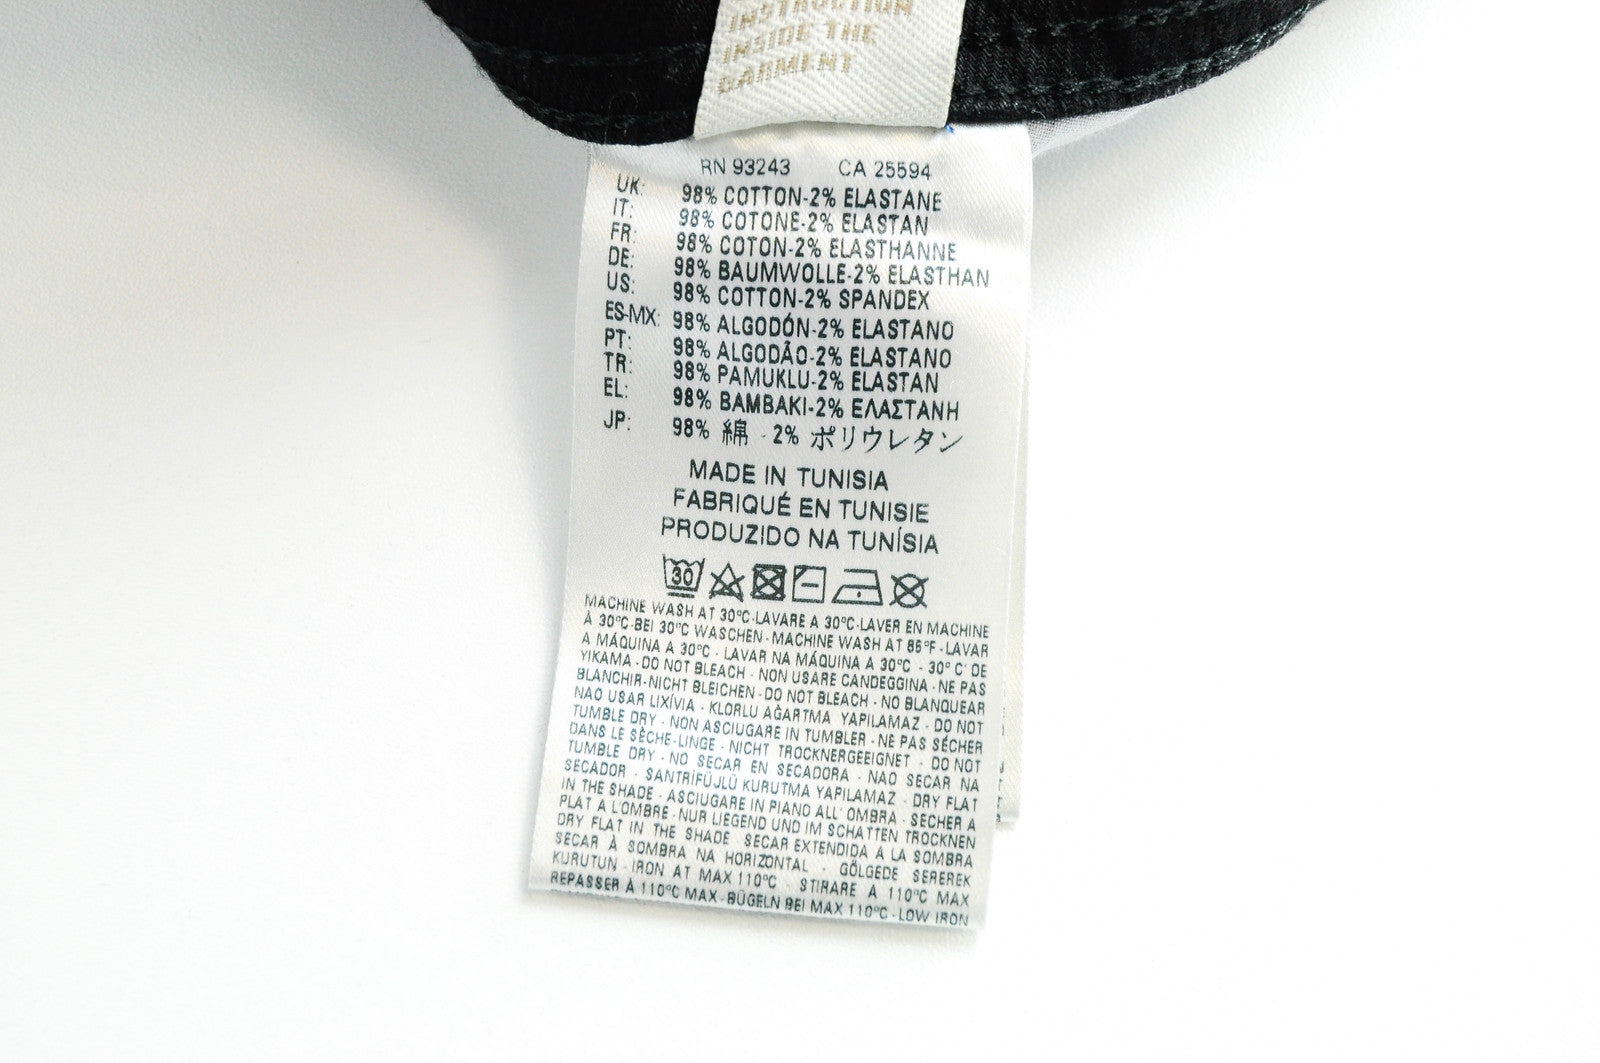 INSTRUCTION
INSIDE THE
GARMENT
RN 93243 CA 25594
UK: 98% COTTON-2% ELASTANE
IT: 98% COTONE-2% ELASTAN
FR: 98% COTON-2% ELASTHANNE
DE: 98% BAUMWOLLE-2% ELASTHAN
US: 98% COTTON-2% SPANDEX
ES-MX: 98% ALGODÓN-2% ELASTANO
PT: 98% ALGODÃO-2% ELASTANO
TR: 98% PAMUKLU-2% ELASTAN
EL: 98% BAMBAKI-2% ΕΛΑΣΤΑΝΗ
JP: 98% 綿 - 2% ポリウレタン
MADE IN TUNISIA
FABRIQUÉ EN TUNISIE
PRODUZIDO NA TUNÍSIA
30
MACHINE WASH AT 30°C-LAVARE A 30°C-LAVER EN MACHINE
À 30°C-BEI 30°C WASCHEN - MACHINE WASH AT 86°F - LAVAR
A MÁQUINA A 30°C - LAVAR NA MÁQUINA A 30°C - 30° C' DE
YIKAMA - DO NOT BLEACH - NON USARE CANDEGGINA - NE PAS
BLANCHIR-NICHT BLEICHEN - DO NOT BLEACH - NO BLANQUEAR
NAO USAR LIXÍVIA - KLORLU AĞARTMA YAPILAMAZ - DO NOT
TUMBLE DRY - NON ASCIUGARE IN TUMBLER - NE PAS SÉCHER
DANS LE SÈCHE-LINGE - NICHT TROCKNERGEEIGNET - DO NOT
TUMBLE DRY - NO SECAR EN SECADORA - NAO SECAR NA
SECADOR - SANTRİFÜJLÜ KURUTMA YAPILAMAZ - DRY FLAT
IN THE SHADE - ASCIUGARE IN PIANO ALL' OMBRA - SECHER A
PLAT A L'OMBRE - NUR LIEGEND UND IM SCHATTEN TROCKNEN
DRY FLAT IN THE SHADE SECAR EXTENDIDA A LA SOMBRA
SECAR À SOMBRA NA HORIZONTAL - GÖLGEDE SEREREK
KURUTUN - IRON AT MAX 110°C STIRARE A 110°C MAX
REPASSER À 110°C MAX - BÜGELN BEI MAX 110°C - LOW IRON